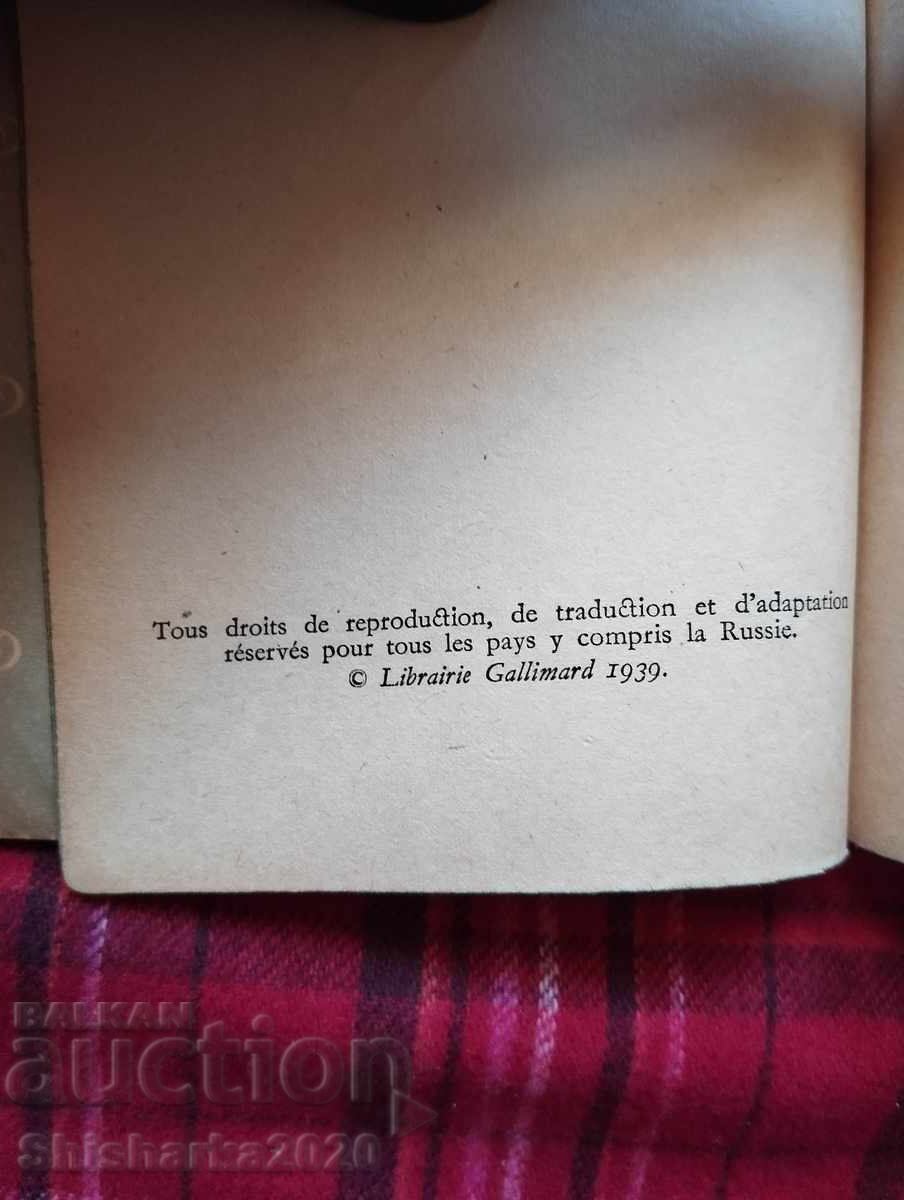 Tous droits de reproduction, de traduction et d'adaptation
réservés pour tous les pays y compris la Russie.
© Librairie Gallimard 1939.
BALKAN
auction
Shisharka2020